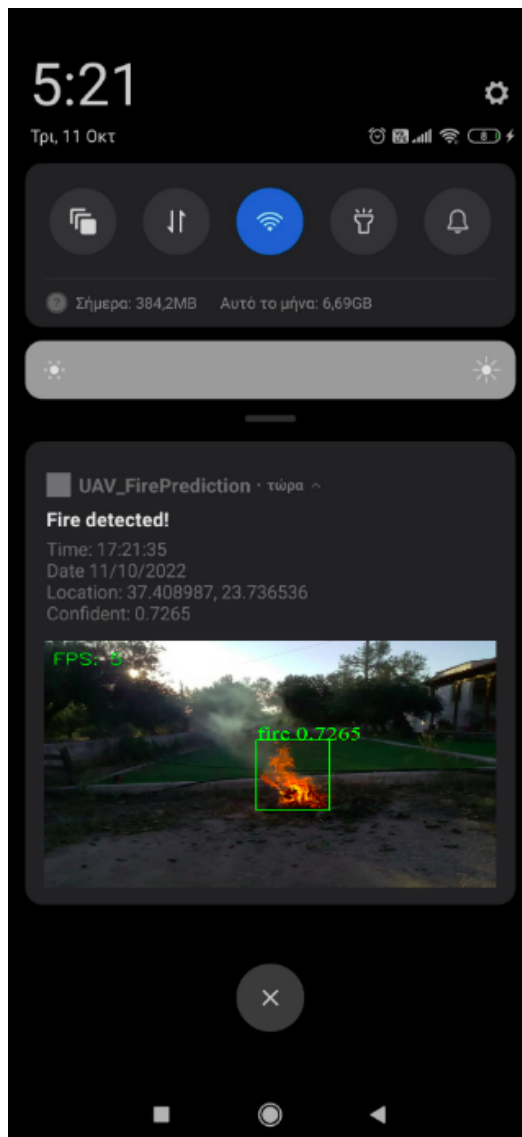 5:21
Τρι, 11 Οκτ
8
Σήμερα: 384,2MB Αυτό το μήνα: 6,69GB
UAV_FirePrediction · τώρα
Fire detected!
Time: 17:21:35
Date 11/10/2022
Location: 37.408987, 23.736536
Confident: 0.7265
FPS: 6
fire 0.7265